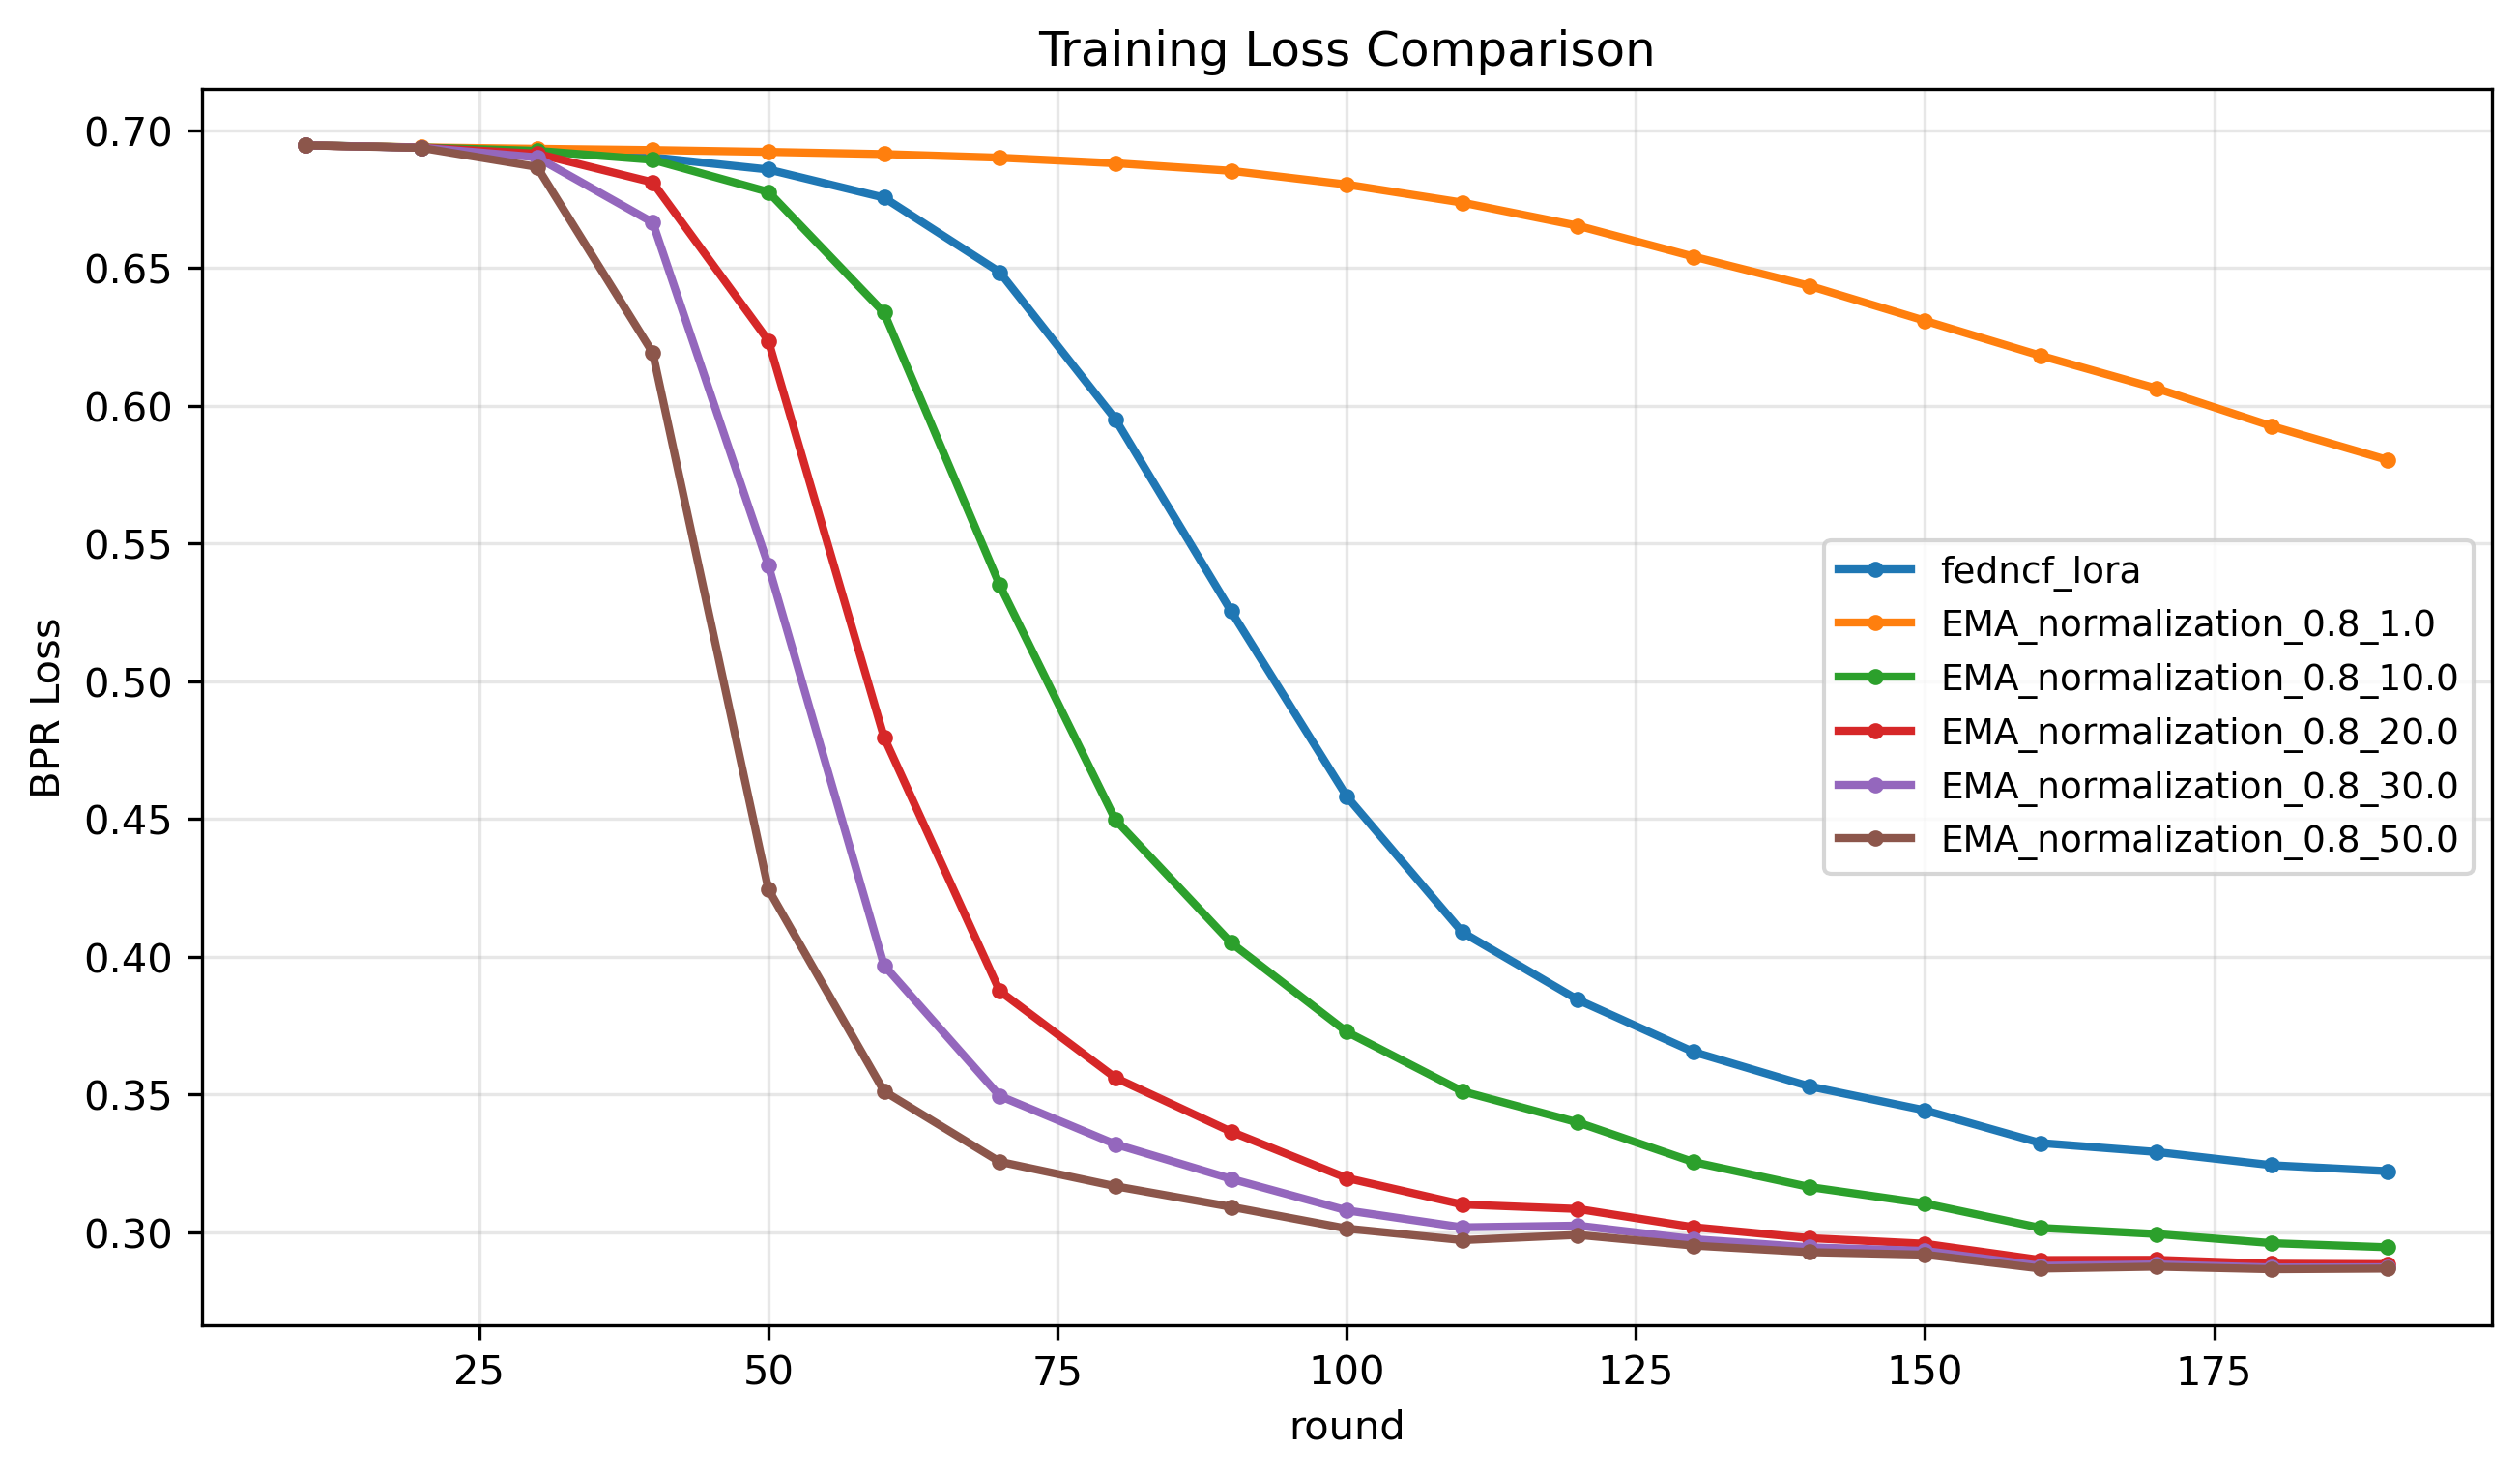 Training Loss Comparison
0.70
0.65
0.60
0.55
0.50
0.45
0.40
0.35
0.30
BPR Loss
fedncf_lora
EMA_normalization_0.8_1.0
EMA_normalization_0.8_10.0
EMA_normalization_0.8_20.0
EMA_normalization_0.8_30.0
EMA_normalization_0.8_50.0
25 50 75 100 125 150 175
round